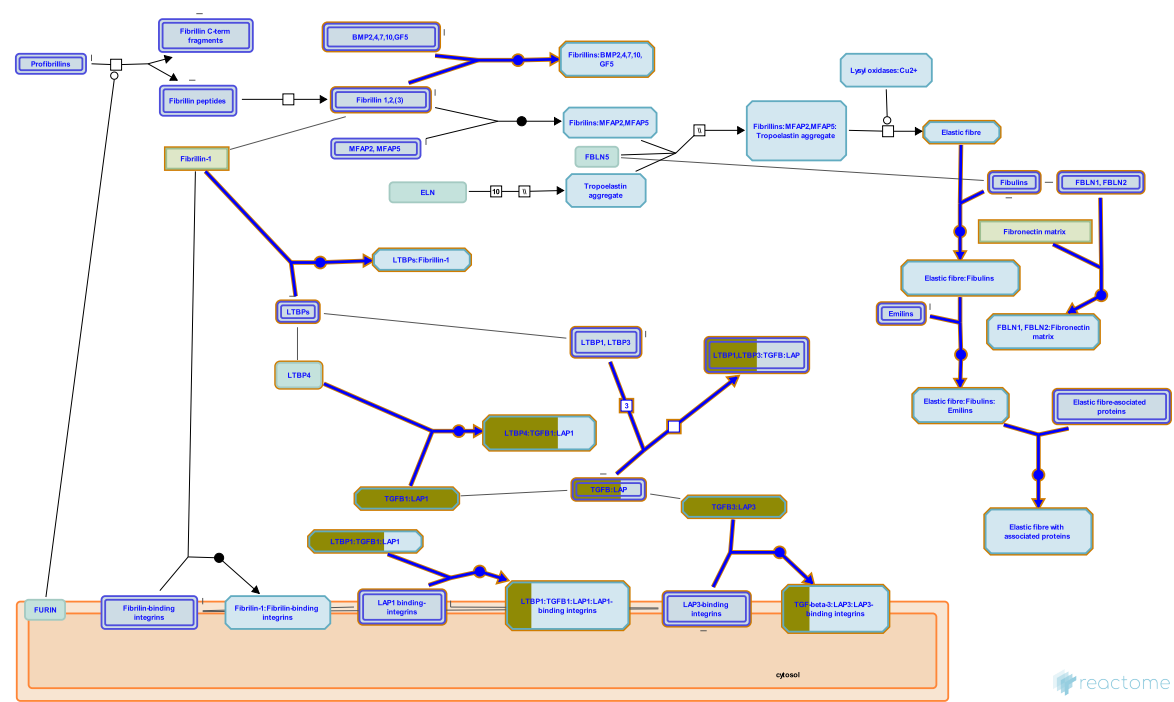 Fibrillin C-term
fragments
Profibrillins
BMP2,4,7,10,GF5
Fibrillins:BMP2,4,7,10,
GF5
Lysyl oxidases:Cu2+
Fibrillin peptides
Fibrillin 1,2,(3)
Fibrilins:MFAP2,MFAP5
Fibrillins:MFAP2,MFAP5:
Tropoelastin aggregate
\\
Elastic fibre
MFAP2, MFAP5
Fibrillin-1
FBLN5
ELN
10
\\
Tropoelastin
aggregate
Fibulins
FBLN1, FBLN2
Fibronectin matrix
LTBPs:Fibrillin-1
Elastic fibre:Fibulins
LTBPs
Emilins
FBLN1, FBLN2:Fibronectin
matrix
LTBP1, LTBP3
LTBP1,LTBP3:TGFB:LAP
LTBP4
3
Elastic fibre:Fibulins:
Emilins
Elastic fibre-asociated
proteins
LTBP4:TGFB1:LAP1
TGFB1:LAP1
TGFB:LAP
TGFB3:LAP3
LTBP1:TGFB1:LAP1
Elastic fibre with
associated proteins
FURIN
Fibrilin-binding
integrins
Fibrilin-1:Fibrilin-binding
integrins
LAP1 binding-
integrins
LTBP1:TGFB1:LAP1:LAP1-
binding integrins
LAP3-binding
integrins
TGF-beta-3:LAP3:LAP3-
binding integrins
cytosol
reactome